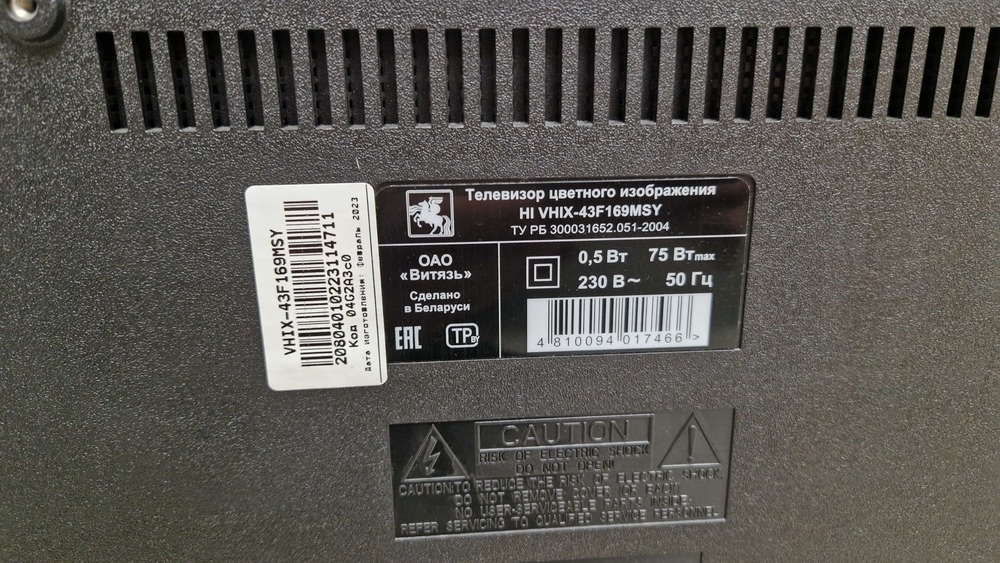 VHIX-43F169MSY
20804010223114711
Код 04G2A3c0
Дата изготовления: Февраль 2023
Телевизор цветного изображения
HI VHIX-43F169MSY
ТУ РБ 300031652.051-2004
ОАО
«Витязь»
Сделано
в Беларуси
EAC
TP BY
0,5 Вт 75 Втmax
230 В~ 50 Гц
4 810094 017466 >
CAUTION
RISK OF ELECTRIC SHOCK
DO NOT OPEN!
CAUTION:TO REDUCE THE RISK OF ELECTRIC SHOCK,
DO NOT REMOVE COVER (OR BACK)
NO USER-SERVICEABLE PARTS INSIDE.
REFER SERVICING TO QUALIFIED SERVICE PERSONNEL